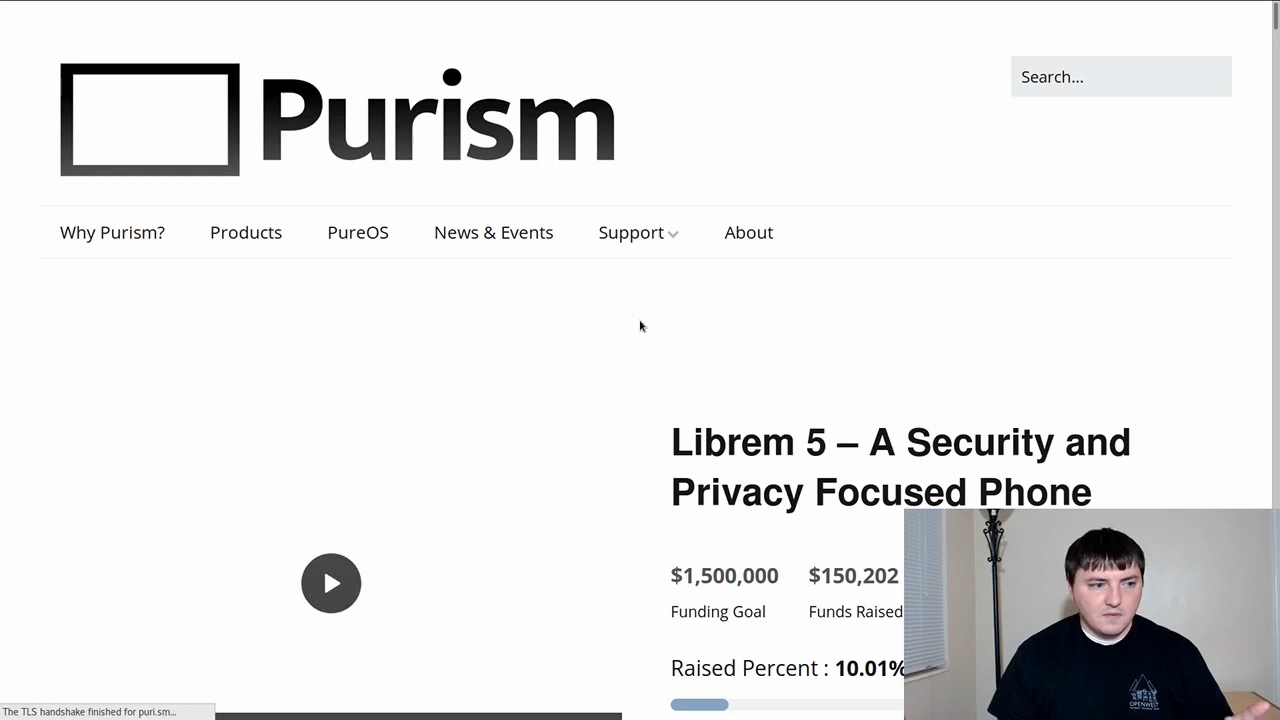 Purism
Search...
Why Purism?
Products
PureOS
News & Events
Support
About
Librem 5 – A Security and
Privacy Focused Phone
$1,500,000
$150,202
Funding Goal
Funds Raised
Raised Percent : 10.01%
The TLS handshake finished for puri.sm...
OPENWEST